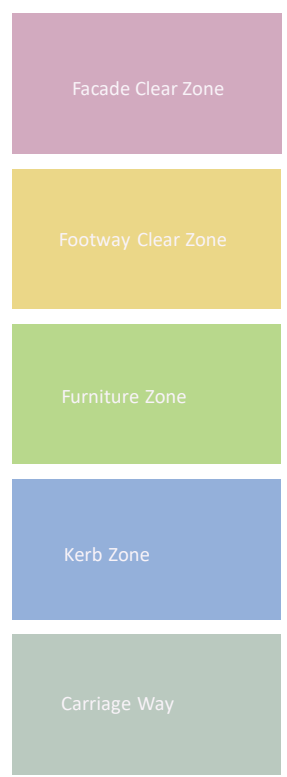 Facade Clear Zone
Footway Clear Zone
Furniture Zone
Kerb Zone
Carriage Way